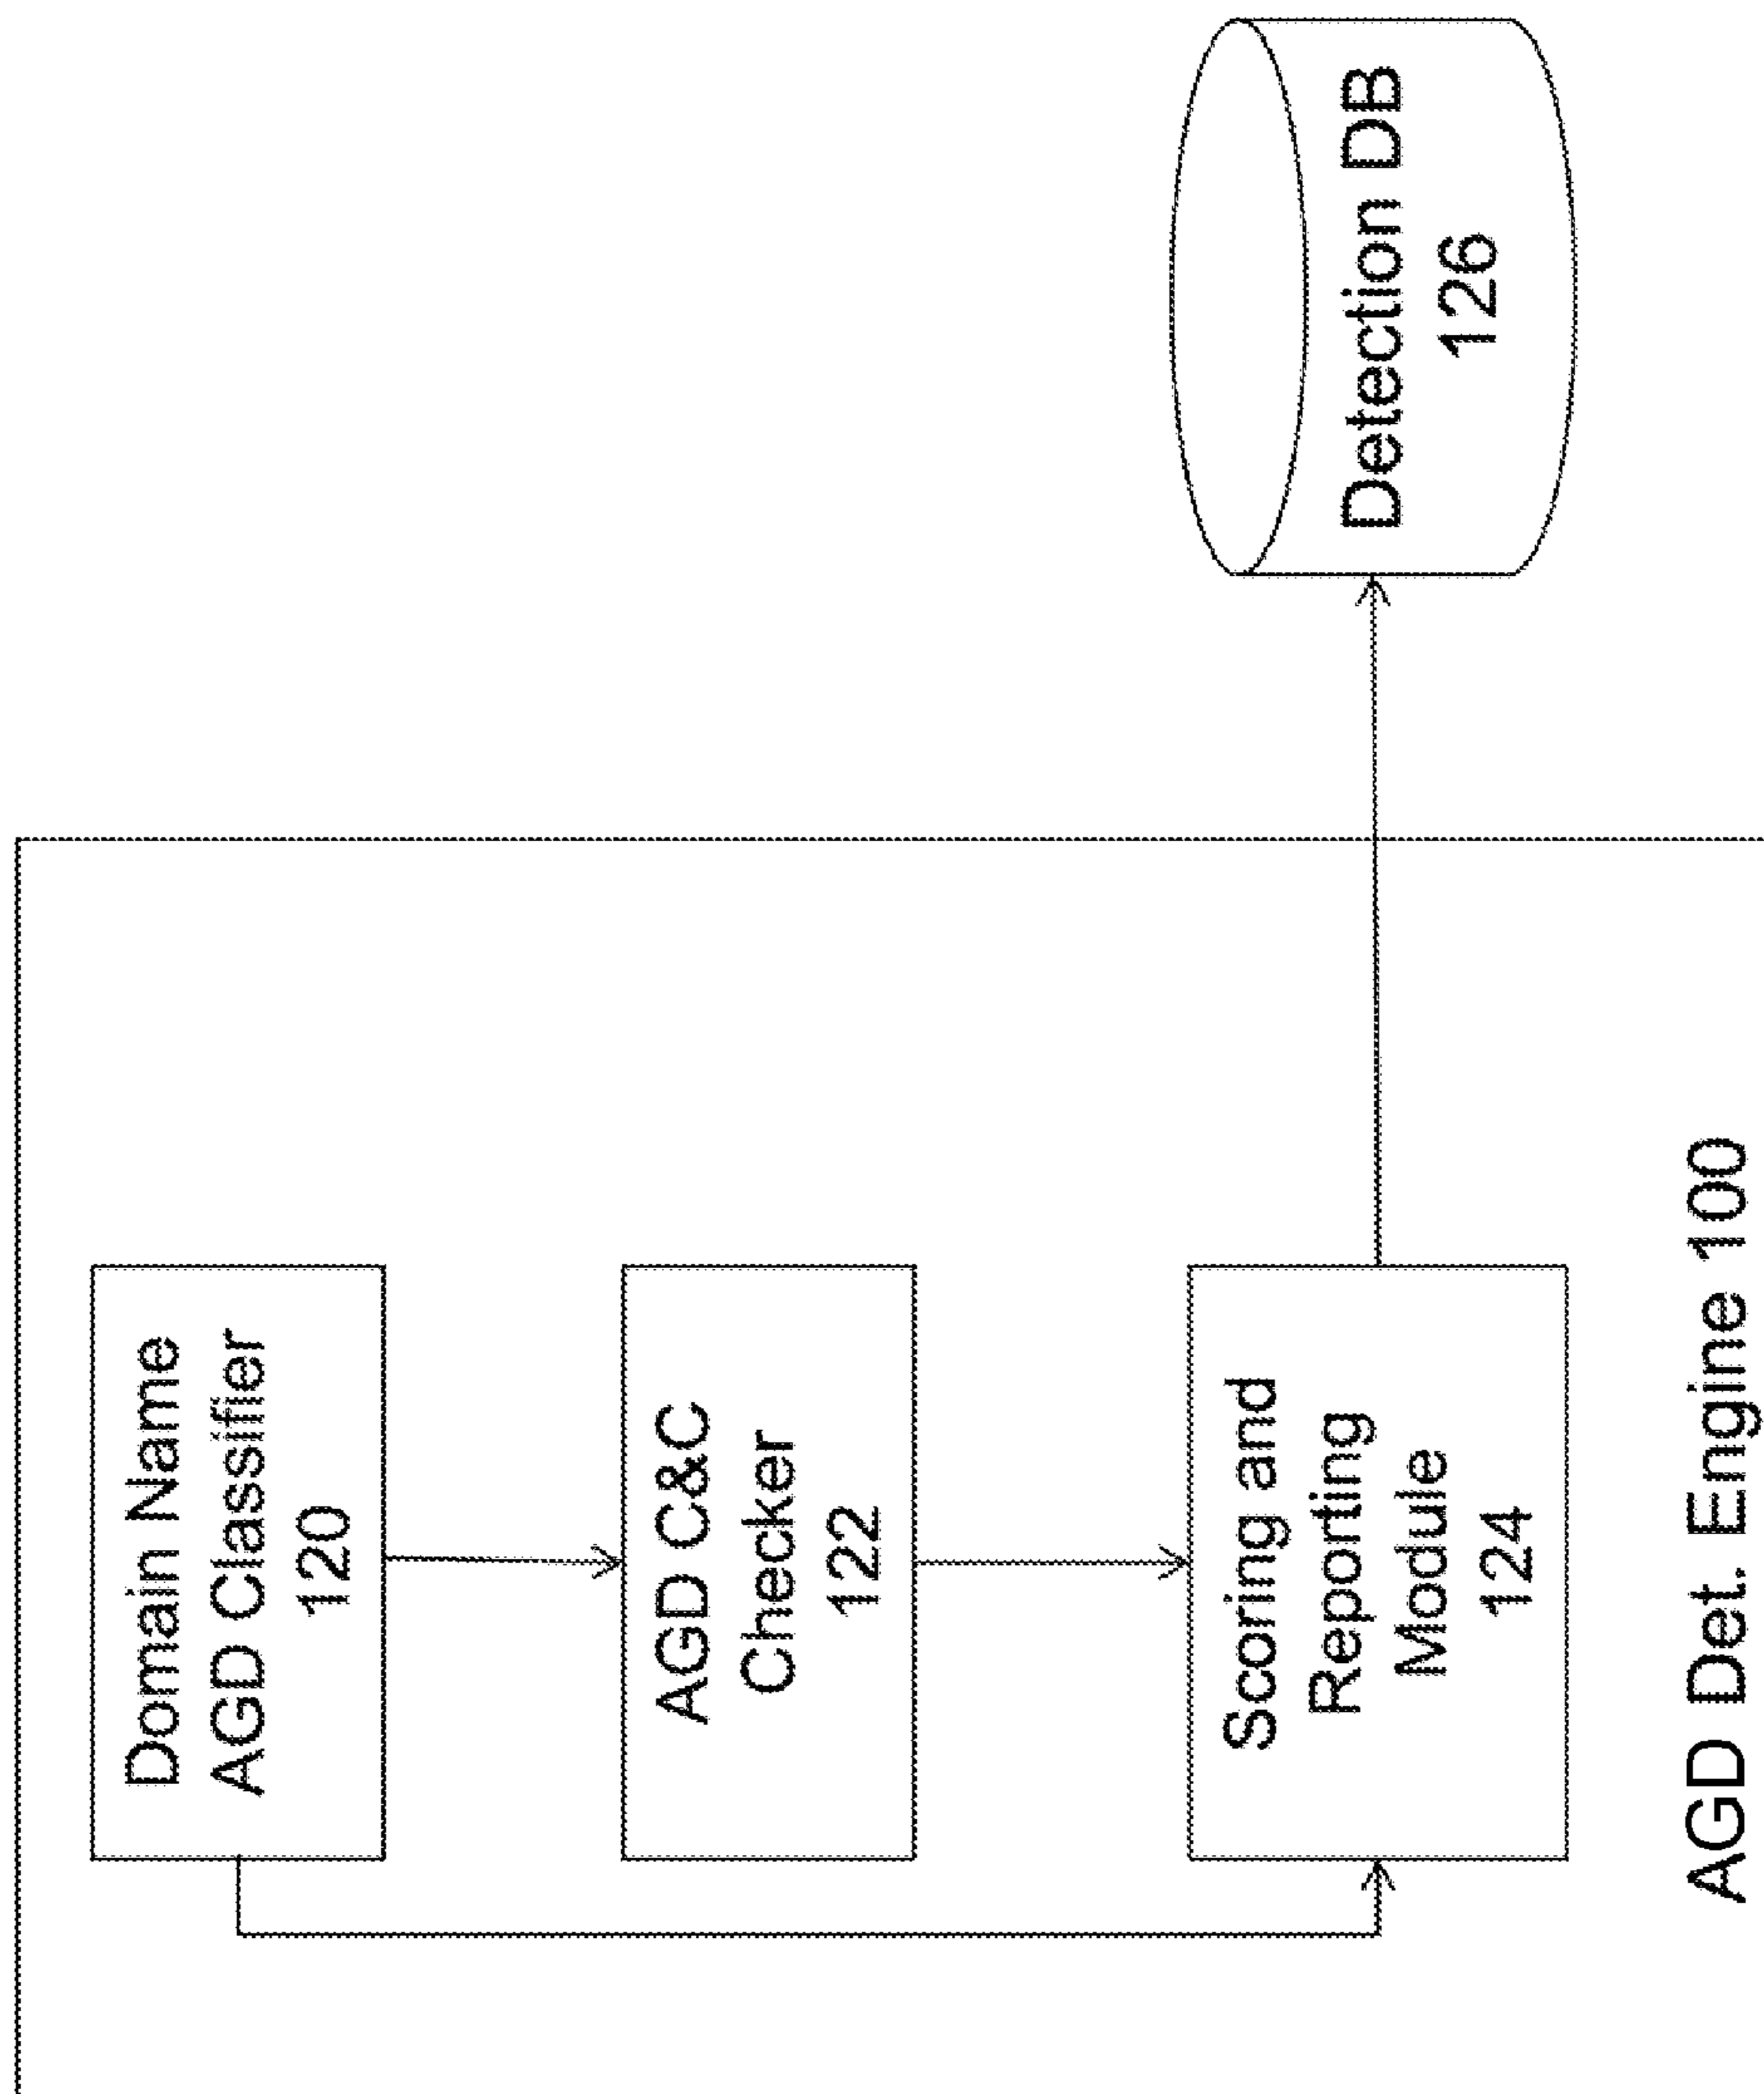 Domain Name
AGD Classifier
120
AGD C&C
Checker
122
Scoring and
Reporting
Module
124
Detection DB
126
AGD Det. Engine 100